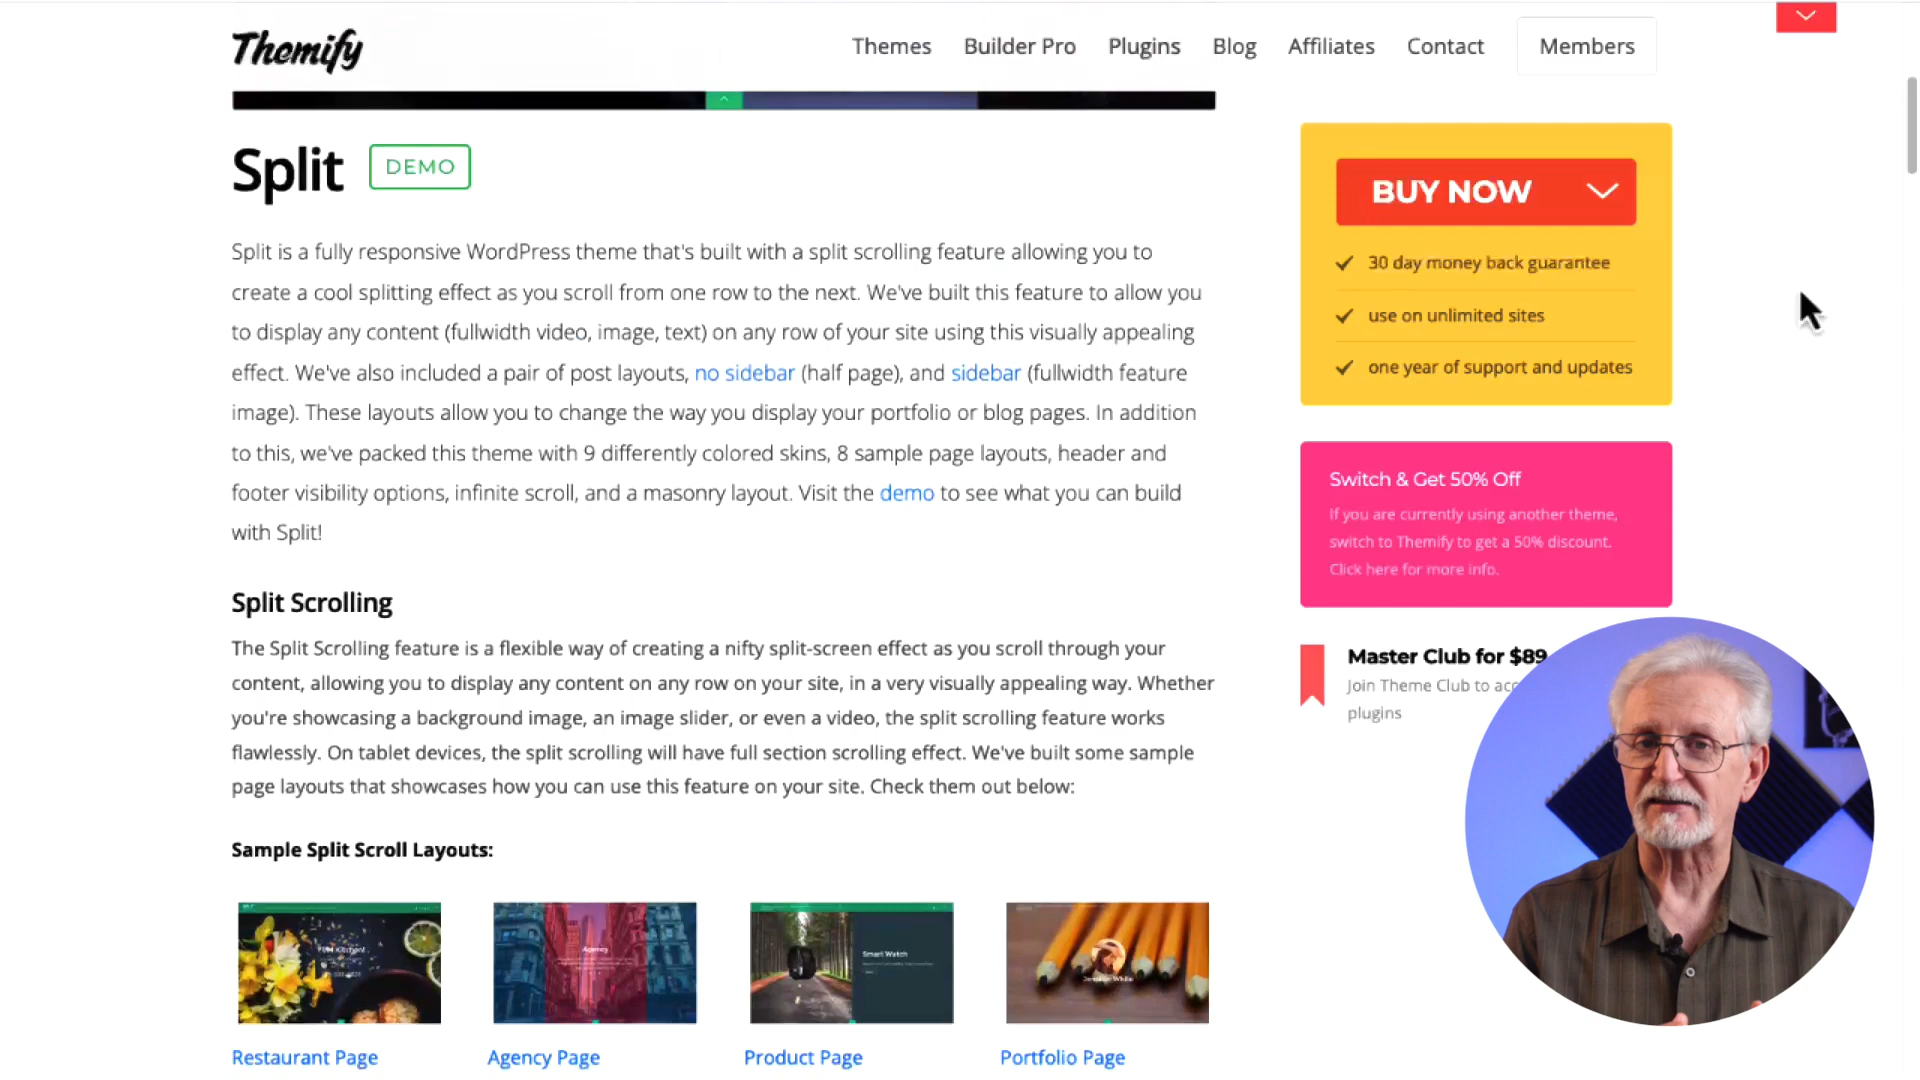 Themify
Themes
Builder Pro
Plugins
Blog
Affiliates
Contact
Members
Split
DEMO
Split is a fully responsive WordPress theme that's built with a split scrolling feature allowing you to
create a cool splitting effect as you scroll from one row to the next. We've built this feature to allow you
to display any content (fullwidth video, image, text) on any row of your site using this visually appealing
effect. We've also included a pair of post layouts, no sidebar (half page), and sidebar (fullwidth feature
image). These layouts allow you to change the way you display your portfolio or blog pages. In addition
to this, we've packed this theme with 9 differently colored skins, 8 sample page layouts, header and
footer visibility options, infinite scroll, and a masonry layout. Visit the demo to see what you can build
with Split!
Split Scrolling
The Split Scrolling feature is a flexible way of creating a nifty split-screen effect as you scroll through your
content, allowing you to display any content on any row on your site, in a very visually appealing way. Whether
you're showcasing a background image, an image slider, or even a video, the split scrolling feature works
flawlessly. On tablet devices, the split scrolling will have full section scrolling effect. We've built some sample
page layouts that showcases how you can use this feature on your site. Check them out below:
Sample Split Scroll Layouts:
Agency
Smart Watch
Restaurant Page
Agency Page
Product Page
Portfolio Page
BUY NOW
30 day money back guarantee
use on unlimited sites
one year of support and updates
Switch & Get 50% Off
If you are currently using another theme,
switch to Themify to get a 50% discount.
Click here for more info.
Master Club for $89
Join Theme Club to
plugins